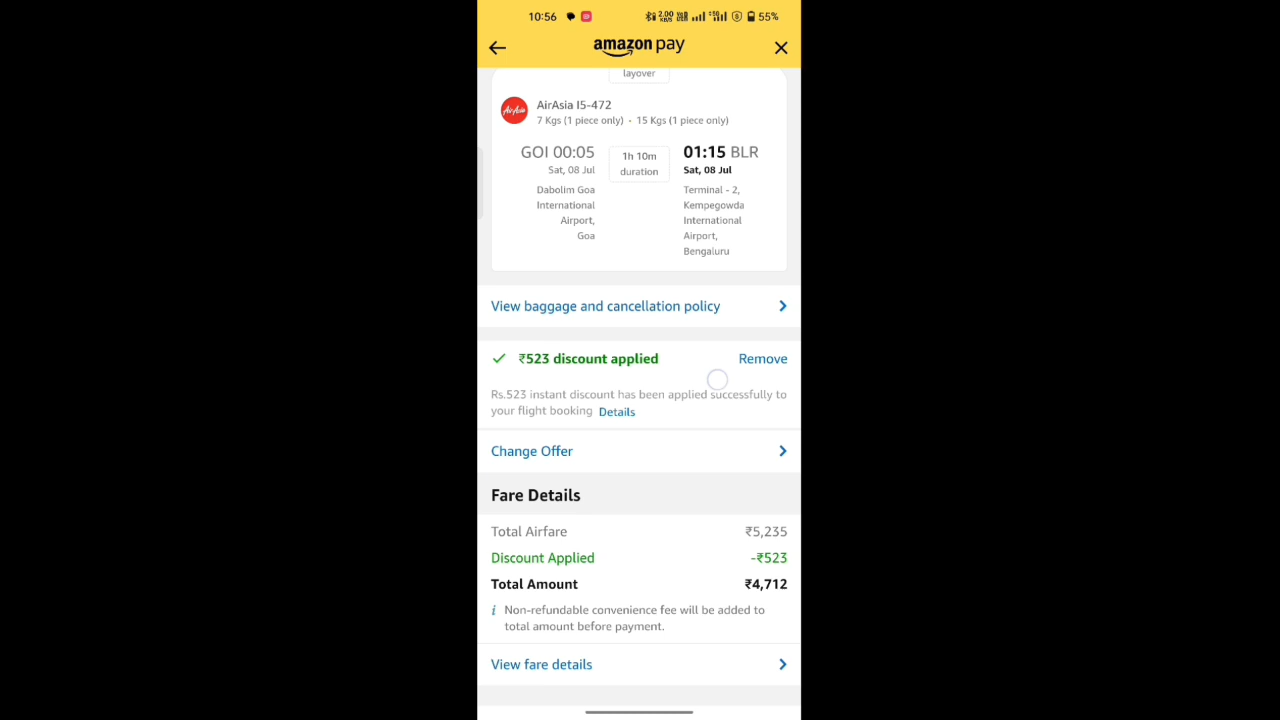 10:56 2.00 KB/S 55%
amazon pay
layover
AirAsia I5-472
7 Kgs (1 piece only) • 15 Kgs (1 piece only)
GOI 00:05 1h 10m duration 01:15 BLR
Sat, 08 Jul Sat, 08 Jul
Dabolim Goa
International
Airport,
Goa
Terminal - 2,
Kempegowda
International
Airport,
Bengaluru
View baggage and cancellation policy
₹523 discount applied Remove
Rs.523 instant discount has been applied successfully to
your flight booking Details
Change Offer
Fare Details
Total Airfare ₹5,235
Discount Applied -₹523
Total Amount ₹4,712
i Non-refundable convenience fee will be added to
total amount before payment.
View fare details